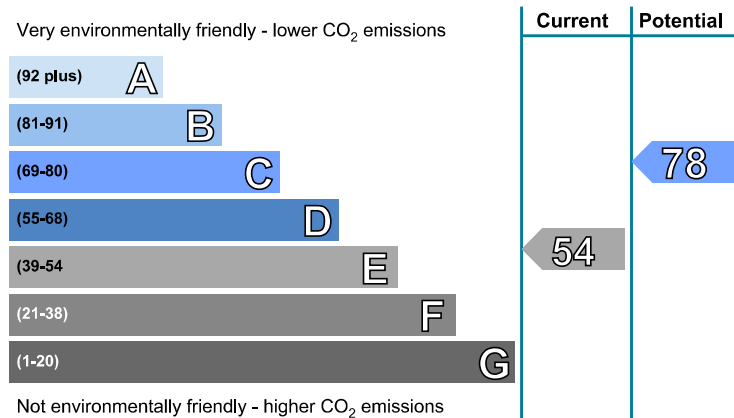 Current Potential
Very environmentally friendly - lower CO₂ emissions
(92 plus) A
(81-91) B
(69-80) C
78
(55-68) D
(39-54 E
54
(21-38) F
(1-20) G
Not environmentally friendly - higher CO₂ emissions